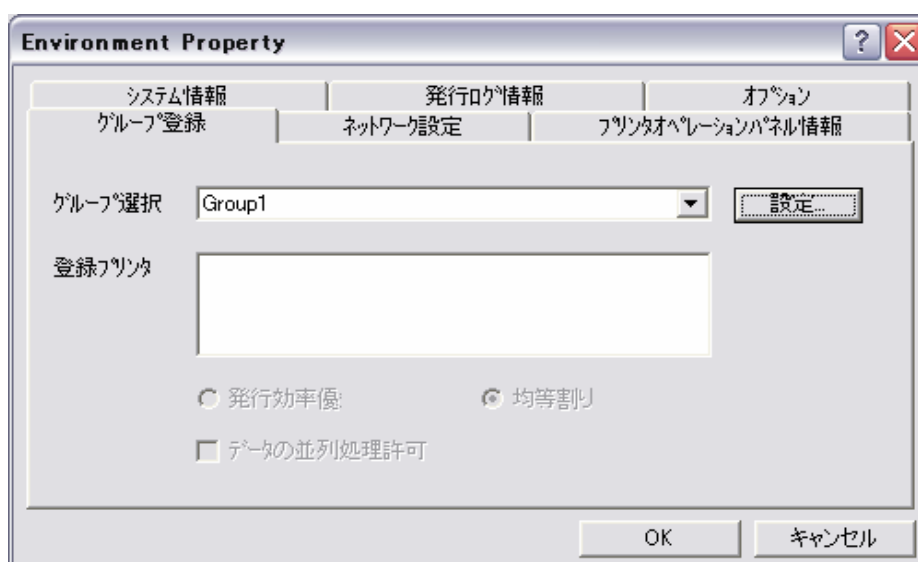 Environment Property
システム情報 発行ログ情報 オプション
グループ登録 ネットワーク設定 プリンタオペレーションパネル情報
グループ選択 Group1 設定...
登録プリンタ
発行効率優 均等割り
データの並列処理許可
OK キャンセル